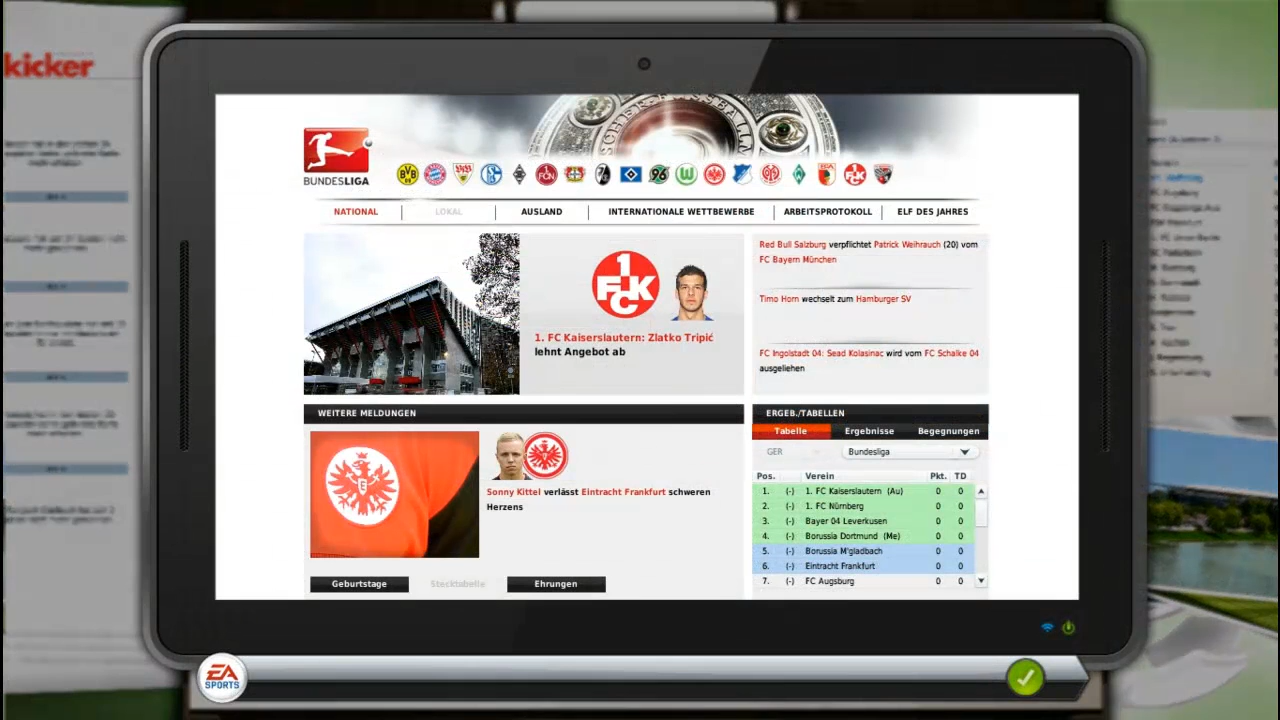 kicker
BUNDESLIGA
NATIONAL
LOKAL
AUSLAND
INTERNATIONALE WETTBEWERBE
ARBEITSPROTOKOLL
ELF DES JAHRES
1. FC Kaiserslautern: Zlatko Tripić
lehnt Angebot ab
Red Bull Salzburg verpflichtet Patrick Weihrauch (20) vom
FC Bayern München
Timo Horn wechselt zum Hamburger SV
FC Ingolstadt 04: Sead Kolasinac wird vom FC Schalke 04
ausgeliehen
WEITERE MELDUNGEN
Sonny Kittel verlässt Eintracht Frankfurt schweren
Herzens
Geburtstage
Stecktabelle
Ehrungen
ERGEB./TABELLEN
Tabelle Ergebnisse Begegnungen
GER Bundesliga
Pos. Verein Pkt. TD
1. (-) 1. FC Kaiserslautern (Au) 0 0
2. (-) 1. FC Nürnberg 0 0
3. (-) Bayer 04 Leverkusen 0 0
4. (-) Borussia Dortmund (Me) 0 0
5. (-) Borussia M'gladbach 0 0
6. (-) Eintracht Frankfurt 0 0
7. (-) FC Augsburg 0 0
EA
SPORTS